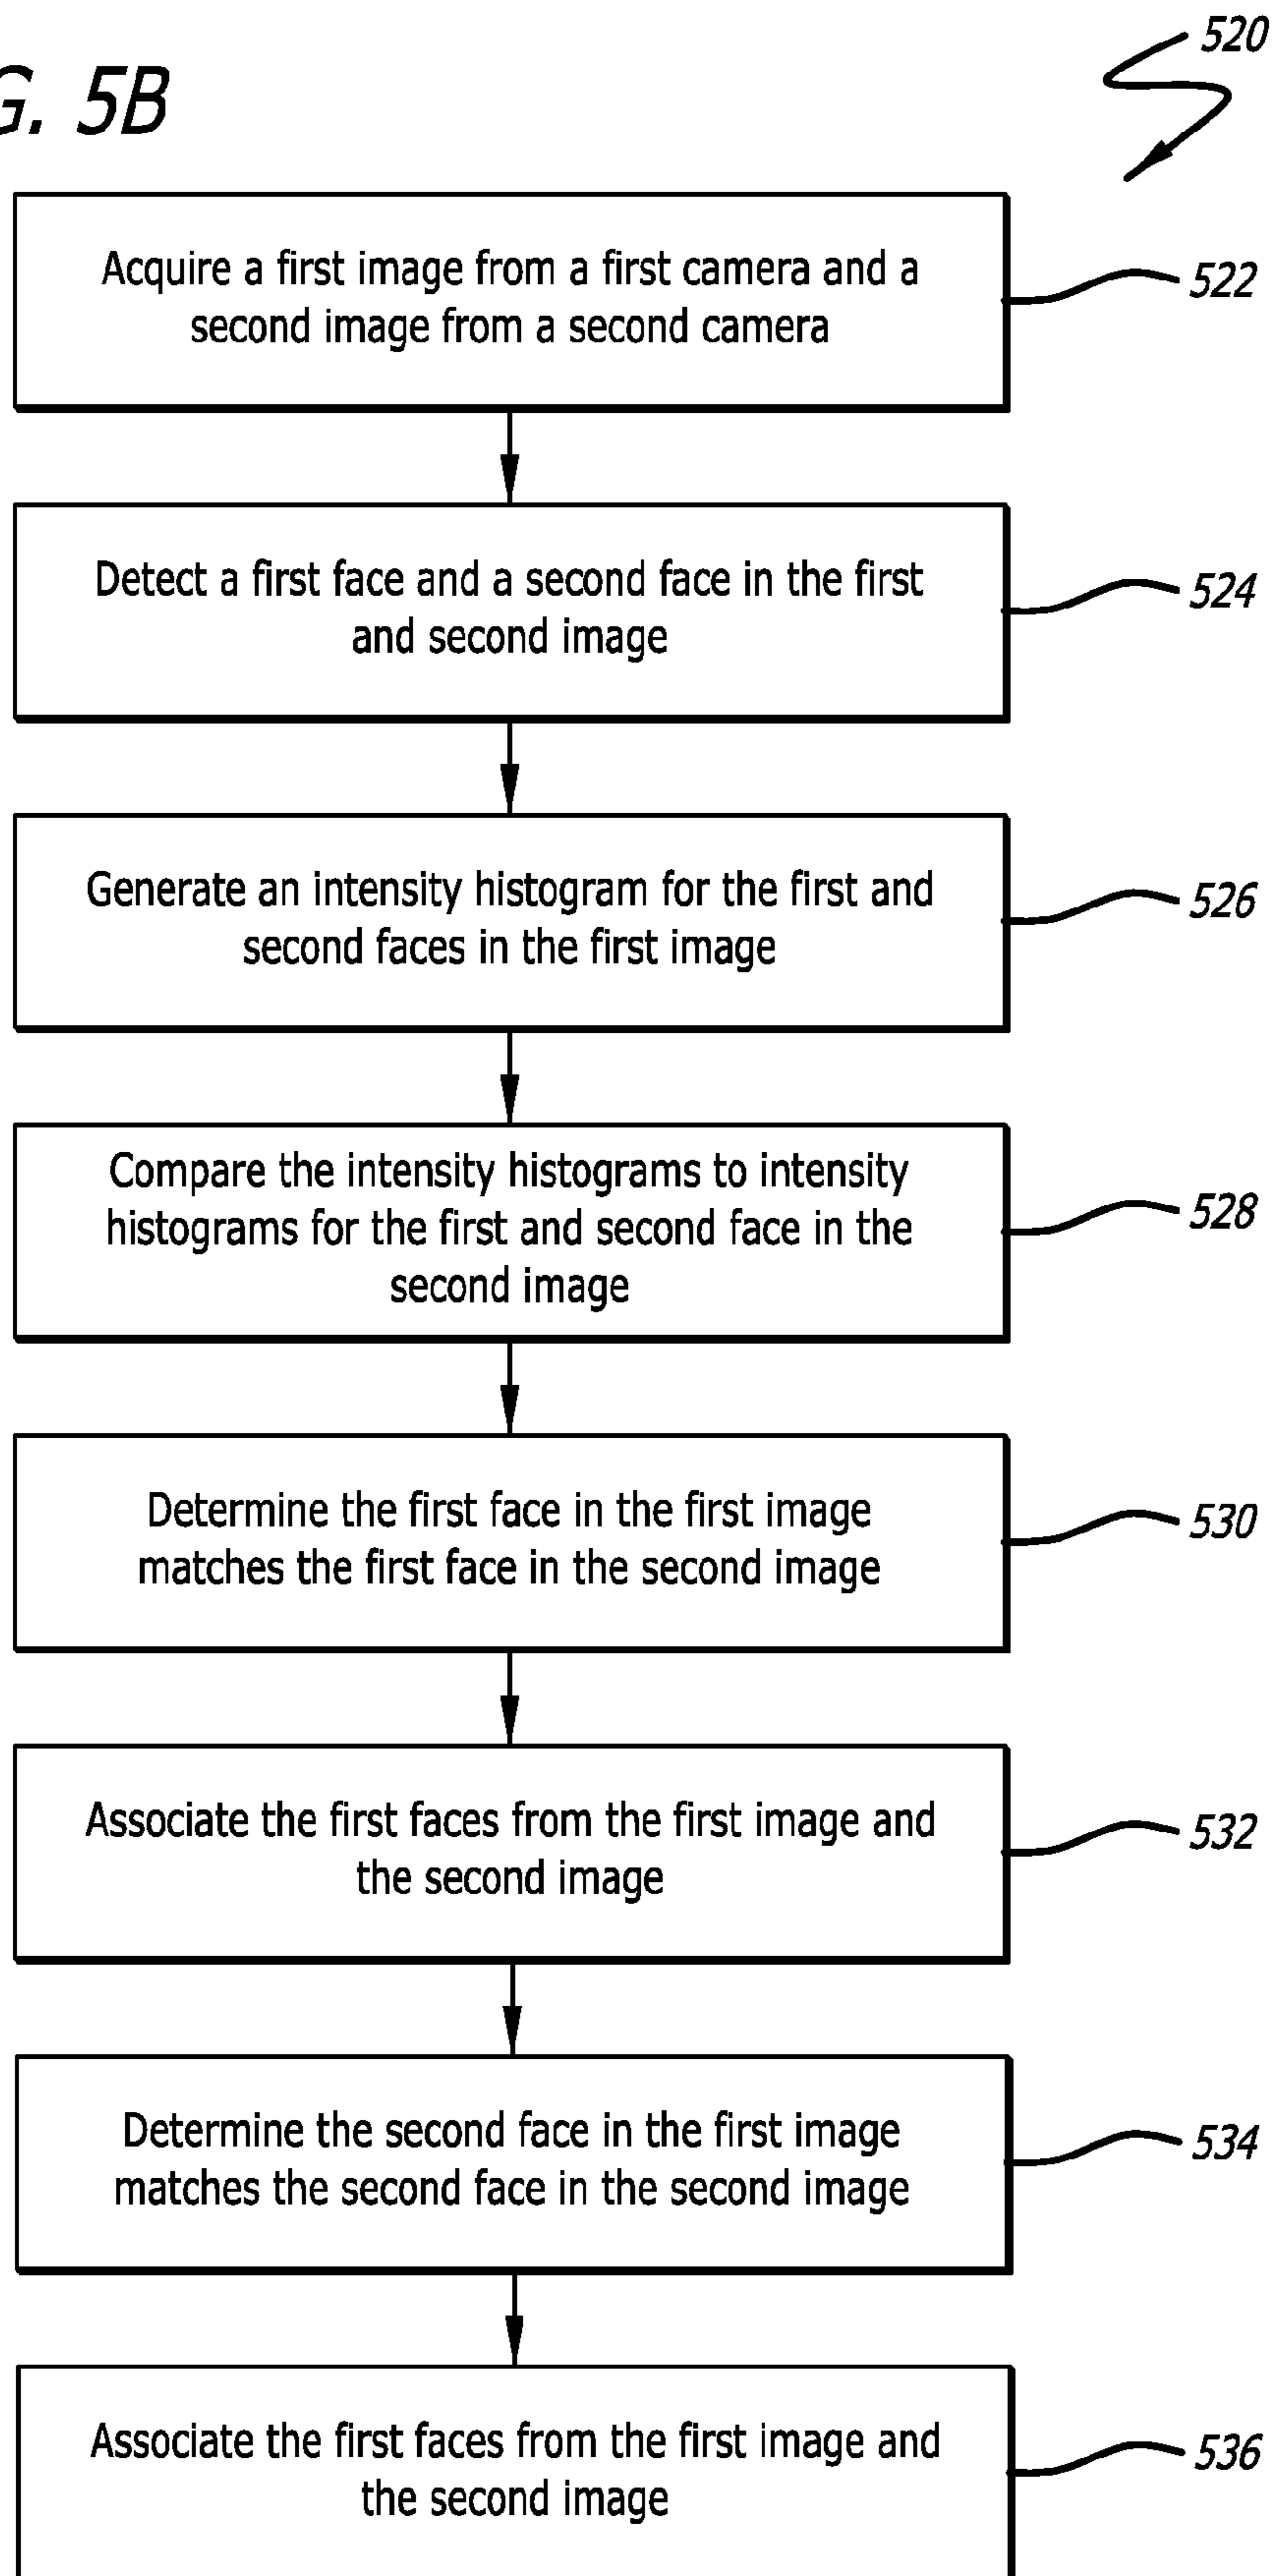 G. 5B
520
Acquire a first image from a first camera and a
second image from a second camera
522
Detect a first face and a second face in the first
and second image
524
Generate an intensity histogram for the first and
second faces in the first image
526
Compare the intensity histograms to intensity
histograms for the first and second face in the
second image
528
Determine the first face in the first image
matches the first face in the second image
530
Associate the first faces from the first image and
the second image
532
Determine the second face in the first image
matches the second face in the second image
534
Associate the first faces from the first image and
the second image
536